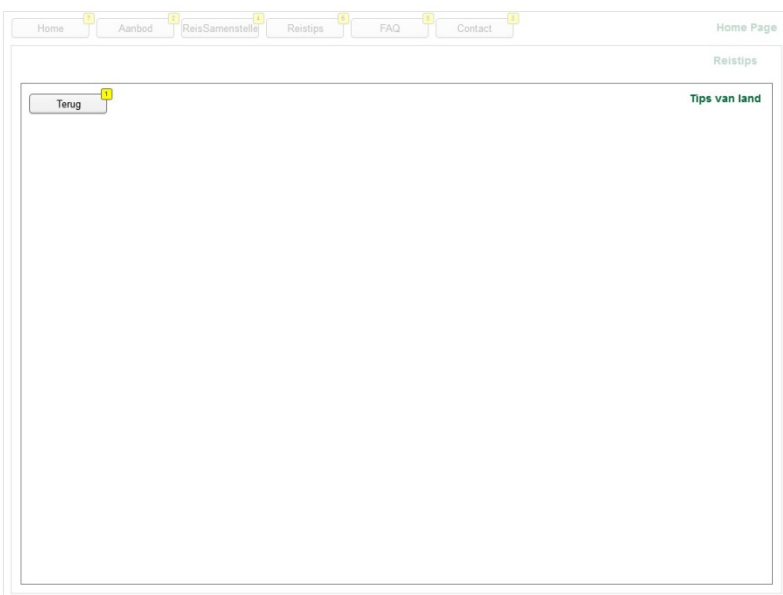 Home 7 Aanbod 2 ReisSamenstelle 4 Reistips 6 FAQ 5 Contact 3 Home Page
Reistips
Terug 1 Tips van land